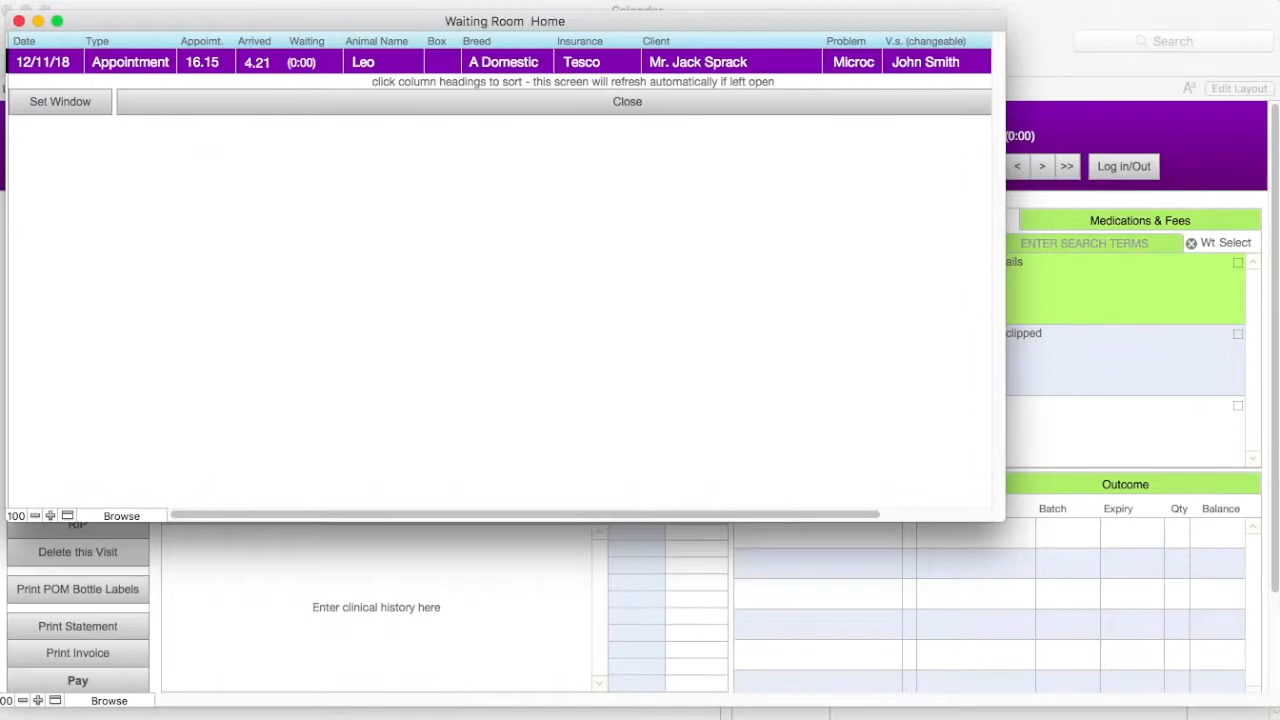 Calendar
Waiting Room Home
Search
Date Type Appoimt. Arrived Waiting Animal Name Box Breed Insurance Client Problem V.s. (changeable)
12/11/18 Appointment 16.15 4.21 (0:00) Leo A Domestic Tesco Mr. Jack Sprack Microc John Smith
click column headings to sort - this screen will refresh automatically if left open
Edit Layout
Set Window Close
(0:00)
< > >> Log in/Out
Medications & Fees
ENTER SEARCH TERMS Wt Select
ails
clipped
Outcome
Batch Expiry Qty Balance
100 Browse
RIP
Delete this Visit
Print POM Bottle Labels
Enter clinical history here
Print Statement
Print Invoice
Pay
00 Browse